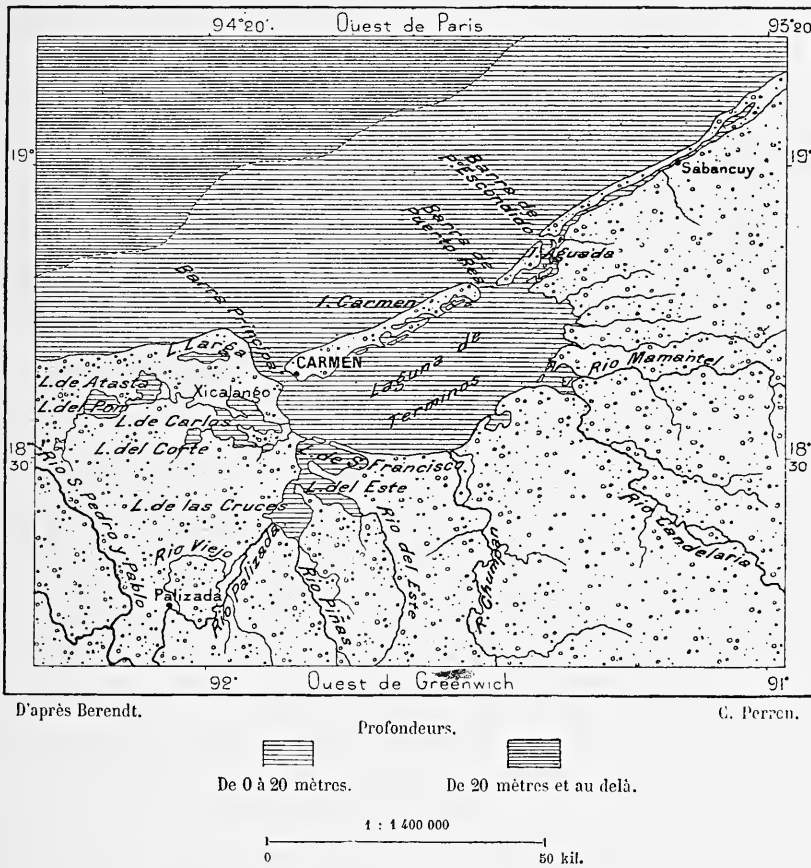 94°20'. Ouest de Paris 93°20'
19° 19°
Barra de
l'Escondido
Sabancuy
Barra de
Puerto Real
I. Aguada
Barra Principal
I. Carmen
L. Larga
CARMEN
Laguna de
Terminos
Rio Mamantel
L. de Atasta
Xicalango
L. del Pom
L. de Carlos
L. del Corte
18° 18°
30' 30'
L. de S. Francisco
L. del Este
L. de las Cruces
Rio S. Pedro y Pablo
Rio Viejo
Palizada
Rio Palizada
Rio Piñas
Rio del Este
R. Chumpan
Rio Candelaria
92° Ouest de Greenwich 91°
D'après Berendt. C. Perron.
Profondeurs.
De 0 à 20 mètres. De 20 mètres et au delà.
1 : 1 400 000
0 50 kil.